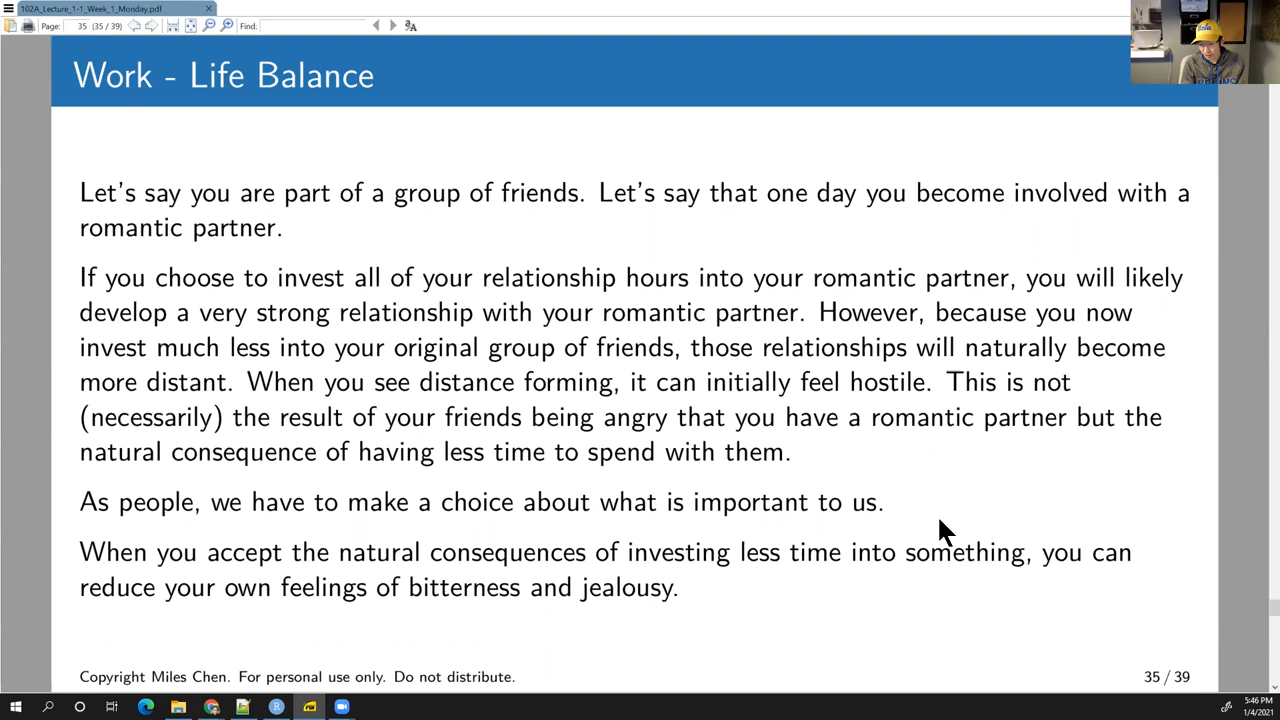 102A_Lecture_1-1_Week_1_Monday.pdf
Page: 35 (35 / 39) Find:
Work - Life Balance
Let's say you are part of a group of friends. Let's say that one day you become involved with a
romantic partner.
If you choose to invest all of your relationship hours into your romantic partner, you will likely
develop a very strong relationship with your romantic partner. However, because you now
invest much less into your original group of friends, those relationships will naturally become
more distant. When you see distance forming, it can initially feel hostile. This is not
(necessarily) the result of your friends being angry that you have a romantic partner but the
natural consequence of having less time to spend with them.
As people, we have to make a choice about what is important to us.
When you accept the natural consequences of investing less time into something, you can
reduce your own feelings of bitterness and jealousy.
Copyright Miles Chen. For personal use only. Do not distribute. 35 / 39
5:46 PM
1/4/2021